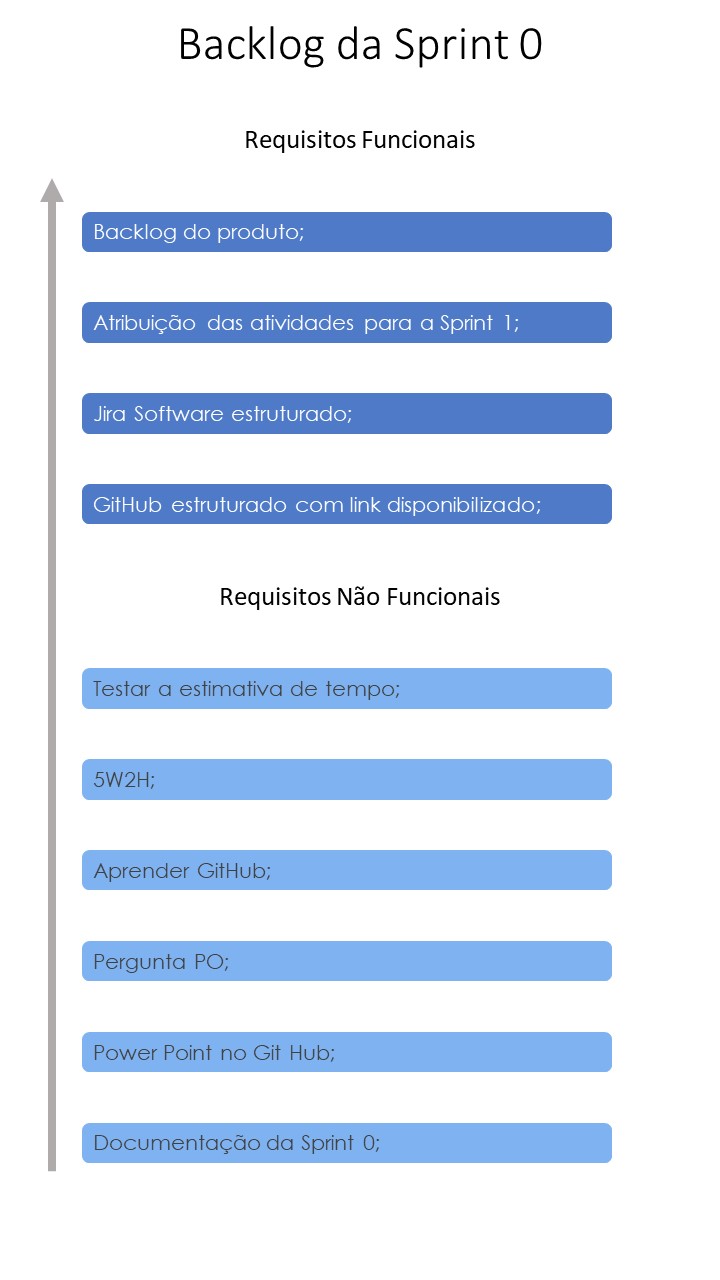 Backlog da Sprint 0
Requisitos Funcionais
Backlog do produto;
Atribuição das atividades para a Sprint 1;
Jira Software estruturado;
GitHub estruturado com link disponibilizado;
Requisitos Não Funcionais
Testar a estimativa de tempo;
5W2H;
Aprender GitHub;
Pergunta PO;
Power Point no Git Hub;
Documentação da Sprint 0;